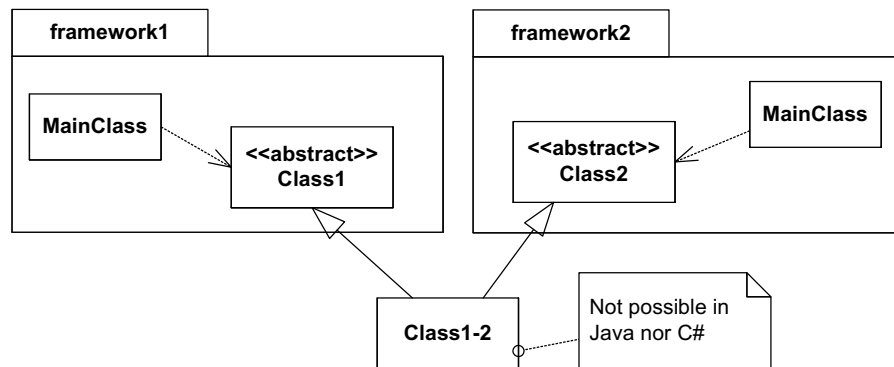 framework1
framework2
MainClass
<<abstract>>
Class1
<<abstract>>
Class2
MainClass
Class1-2
Not possible in
Java nor C#